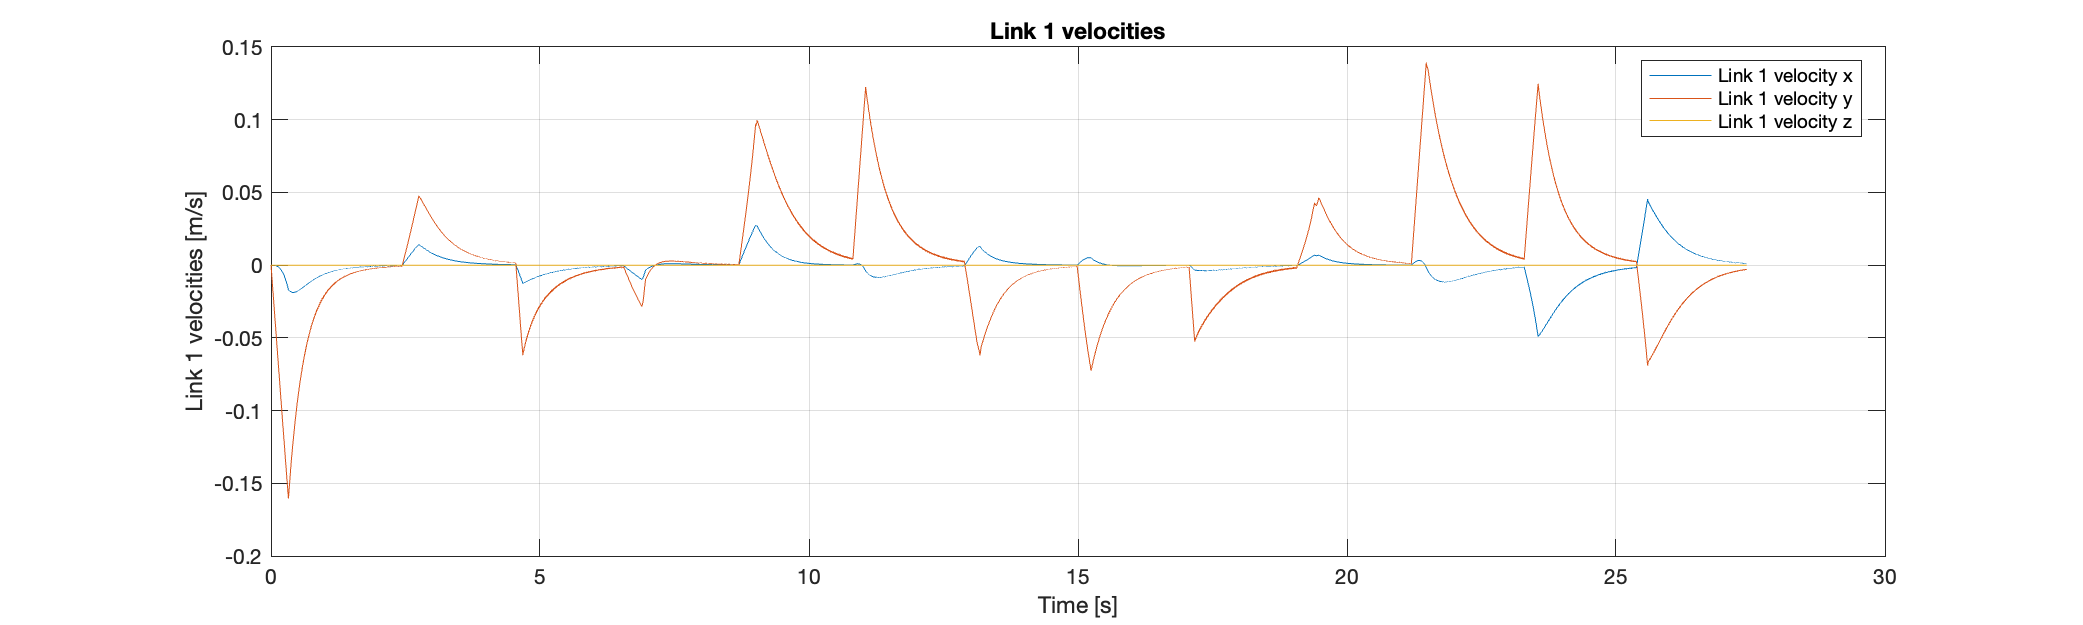 Link 1 velocities
Link 1 velocities [m/s]
0.15
0.1
0.05
0
-0.05
-0.1
-0.15
-0.2
Link 1 velocity x
Link 1 velocity y
Link 1 velocity z
0 5 10 15 20 25 30
Time [s]